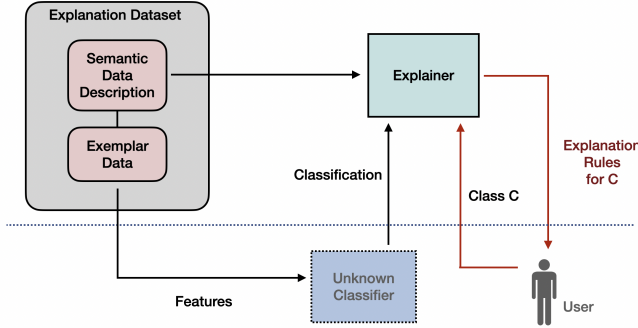 Explanation Dataset
Semantic
Data
Description
Exemplar
Data
Explainer
Classification
Class C
Explanation
Rules
for C
Features
Unknown
Classifier
User